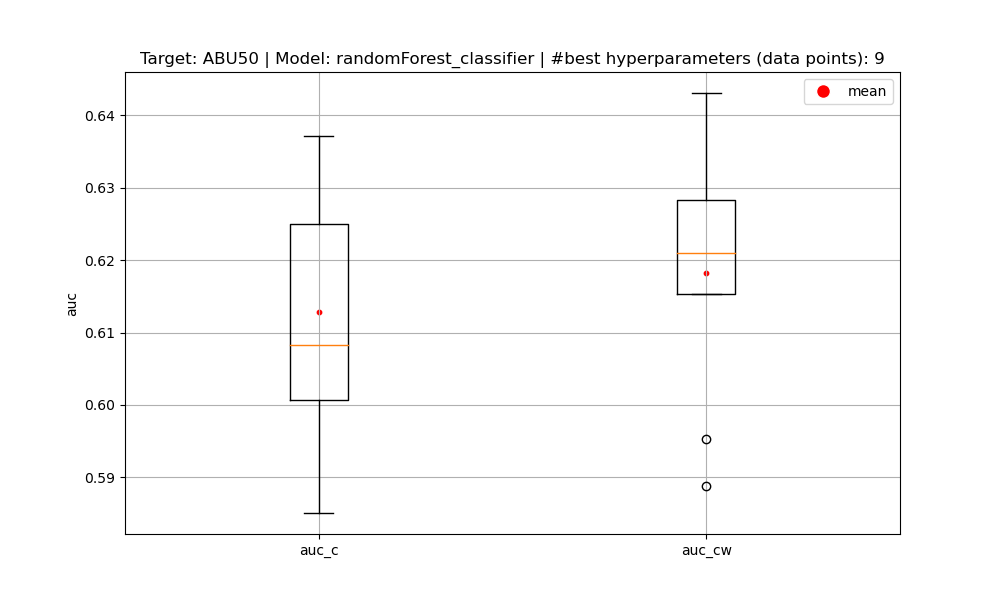 Target: ABU50 | Model: randomForest_classifier | #best hyperparameters (data points): 9
mean
0.64
0.63
0.62
0.61
0.60
0.59
auc
auc_c
auc_cw